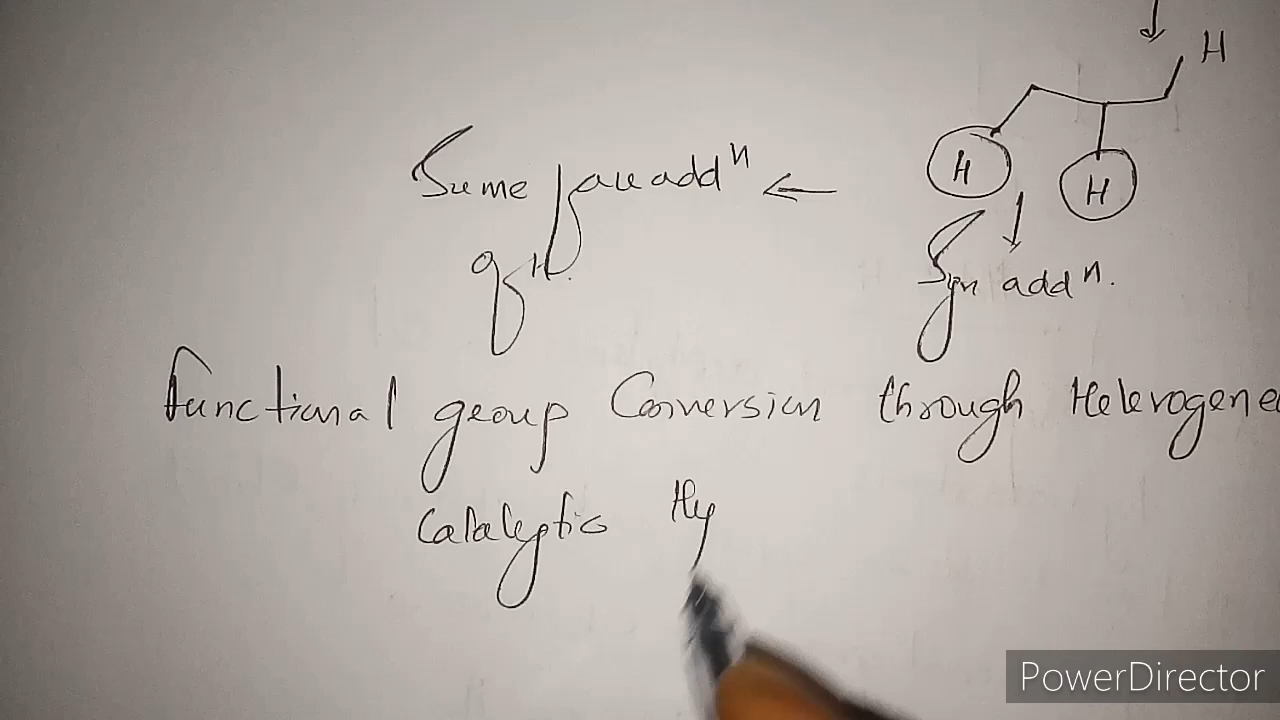 H
H
H
Same face addⁿ ←
of H.
Syn addⁿ.
Functional group Conversion through Heterogene
Catalytic Hy
PowerDirector